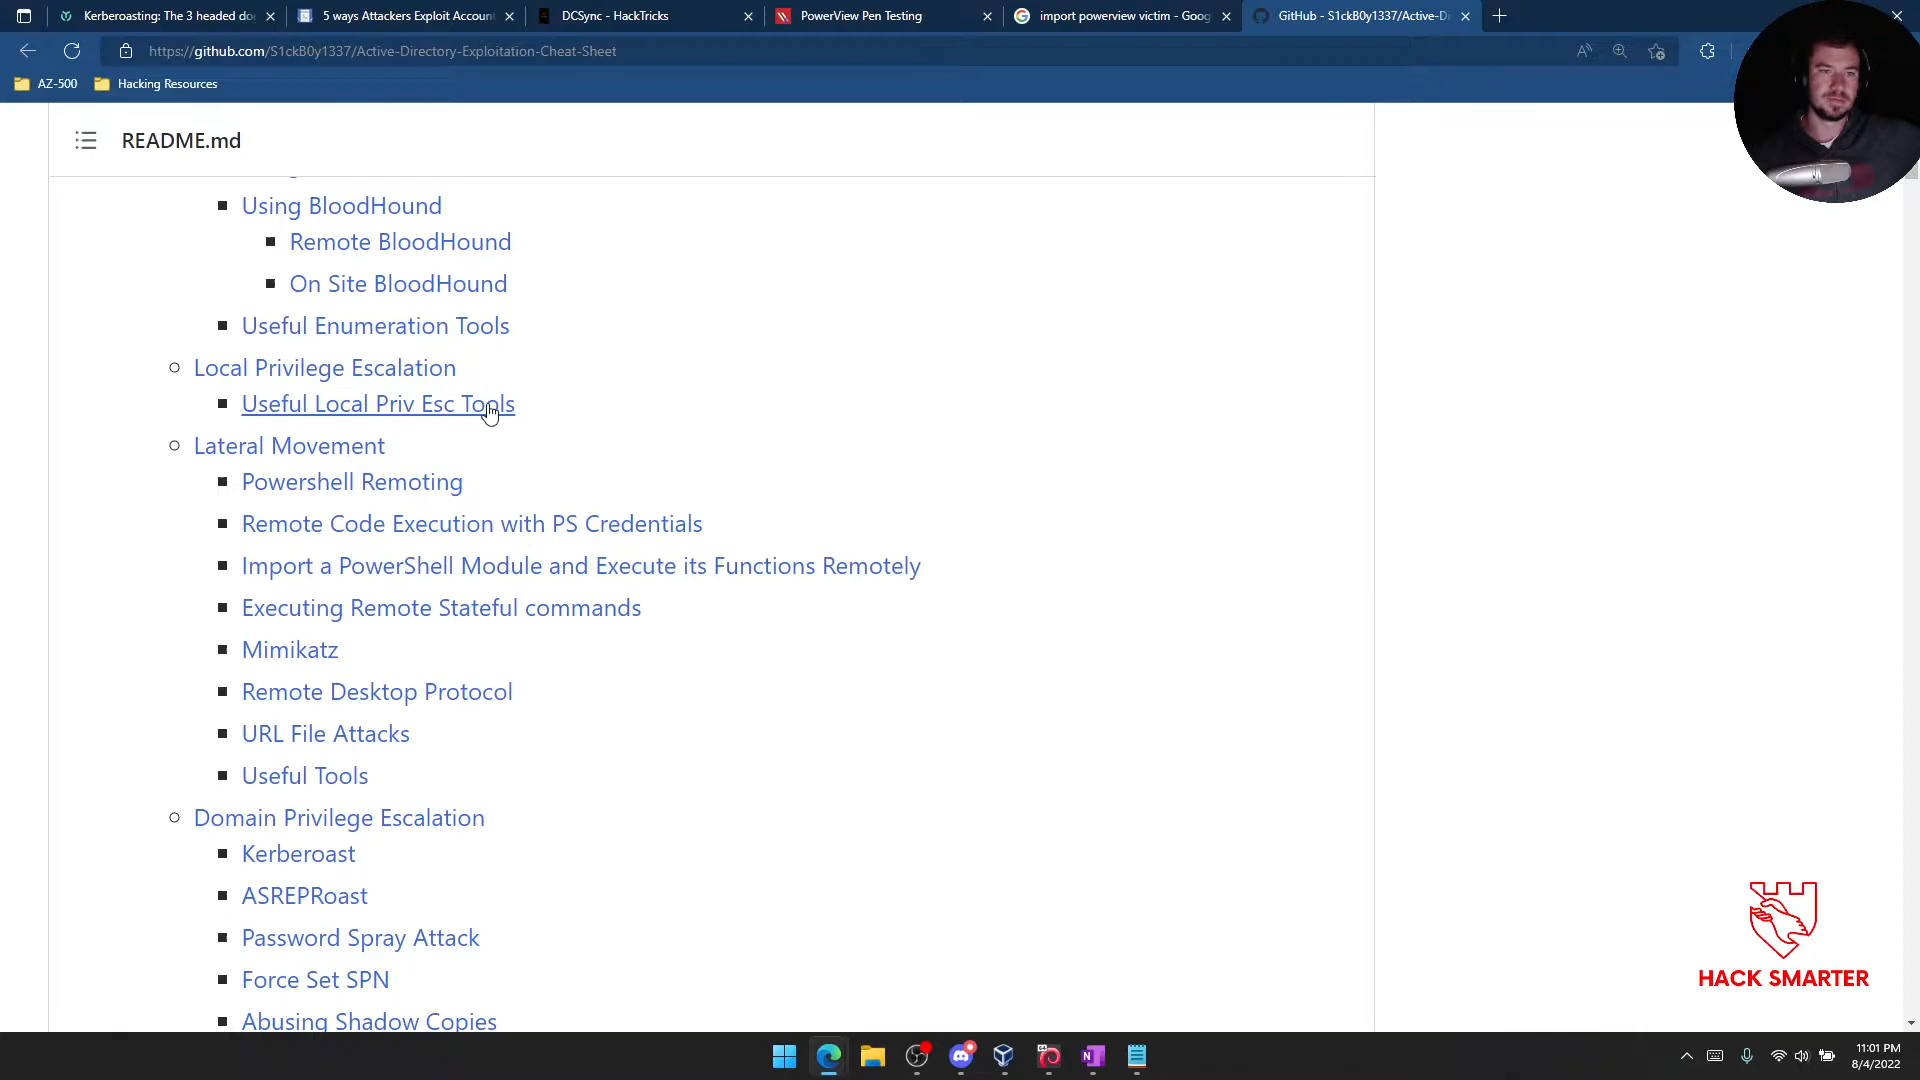 Kerberoasting: The 3 headed do
5 ways Attackers Exploit Account
DCSync - HackTricks
PowerView Pen Testing
import powerview victim - Goog
GitHub - S1ckB0y1337/Active-Di
https://github.com/S1ckB0y1337/Active-Directory-Exploitation-Cheat-Sheet
AZ-500
Hacking Resources
README.md
Using BloodHound
Remote BloodHound
On Site BloodHound
Useful Enumeration Tools
Local Privilege Escalation
Useful Local Priv Esc Tools
Lateral Movement
Powershell Remoting
Remote Code Execution with PS Credentials
Import a PowerShell Module and Execute its Functions Remotely
Executing Remote Stateful commands
Mimikatz
Remote Desktop Protocol
URL File Attacks
Useful Tools
Domain Privilege Escalation
Kerberoast
ASREPRoast
Password Spray Attack
Force Set SPN
Abusing Shadow Copies
HACK SMARTER
11:01 PM
8/4/2022